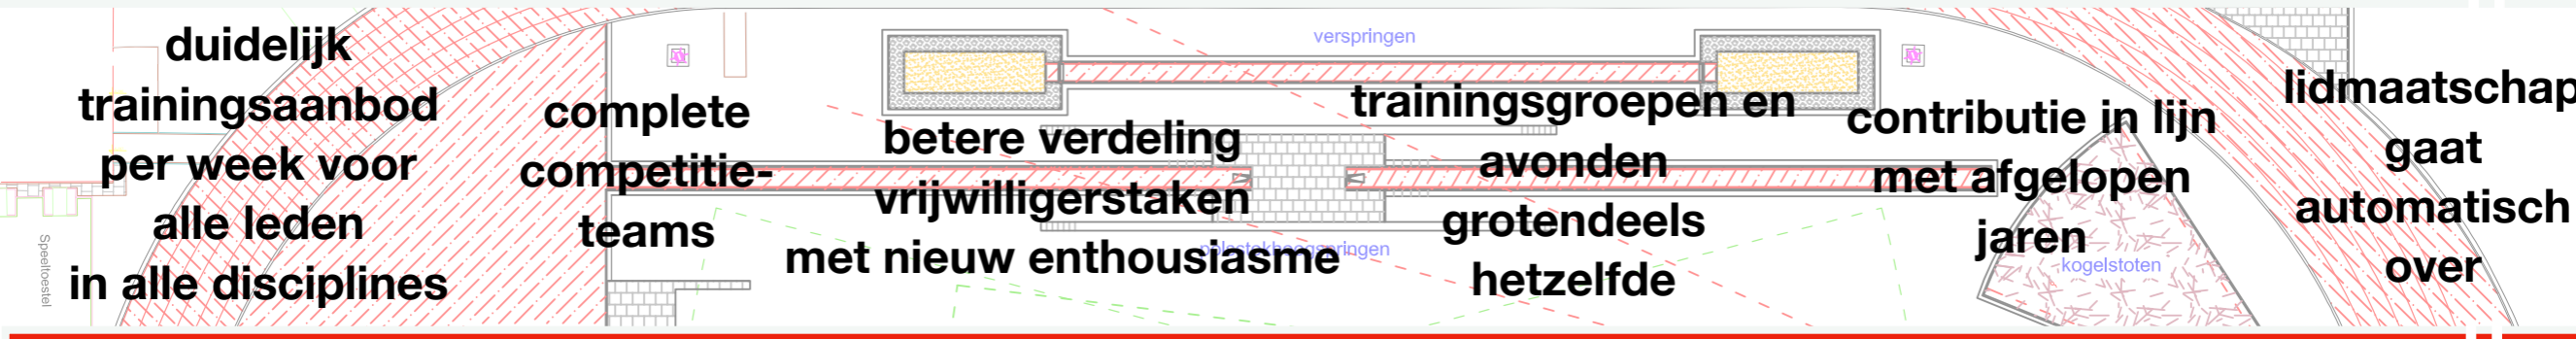 duidelijk
trainingsaanbod
per week voor
alle leden
in alle disciplines
complete
competitie-
teams
betere verdeling
vrijwilligerstaken
met nieuw enthousiasme
trainingsgroepen en
avonden
grotendeels
hetzelfde
contributie in lijn
met afgelopen
jaren
lidmaatschap
gaat
automatisch
over
verspringen
polsstokhoogspringen
kogelstoten
Speeltoestel